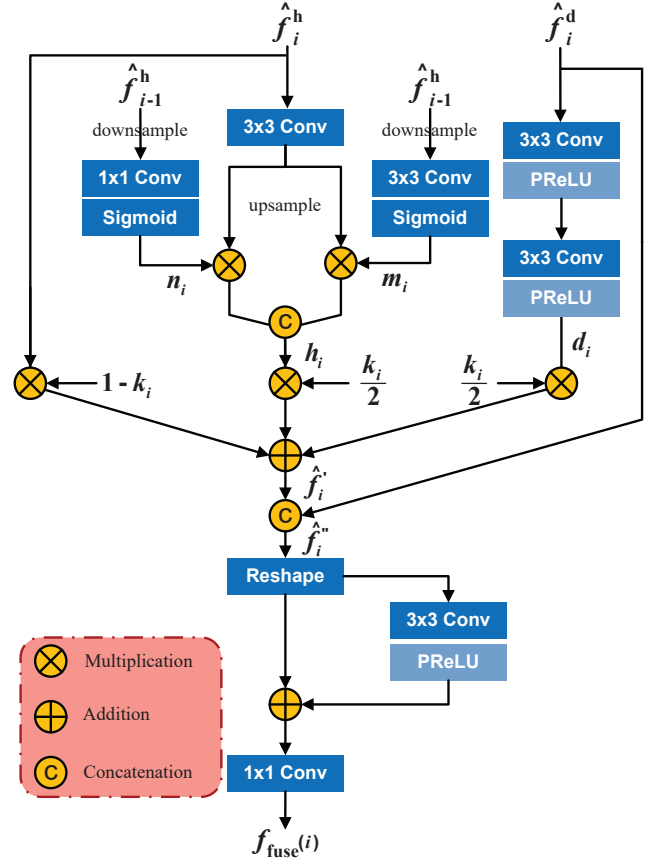 f̂ᵢʰ
f̂ᵢᵈ
f̂ᵢ₋₁ʰ
f̂ᵢ₋₁ʰ
downsample
3x3 Conv
downsample
3x3 Conv
PReLU
1x1 Conv
Sigmoid
upsample
3x3 Conv
Sigmoid
3x3 Conv
PReLU
nᵢ
mᵢ
C
hᵢ
dᵢ
1 - kᵢ
kᵢ/2
kᵢ/2
f̂ᵢ'
C
f̂ᵢ"
Reshape
3x3 Conv
PReLU
Multiplication
Addition
C Concatenation
1x1 Conv
f_fuse(i)